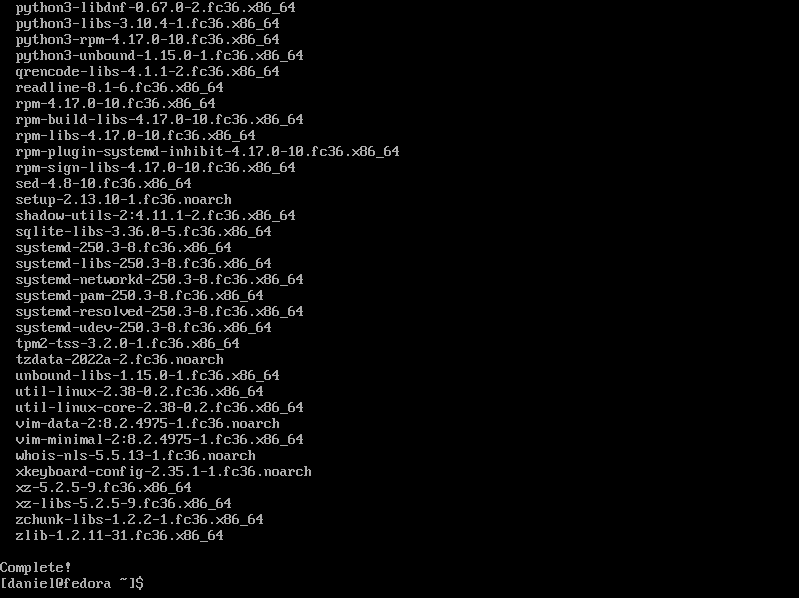 python3-libdnf-0.67.0-2.fc36.x86_64
python3-libs-3.10.4-1.fc36.x86_64
python3-rpm-4.17.0-10.fc36.x86_64
python3-unbound-1.15.0-1.fc36.x86_64
qrencode-libs-4.1.1-2.fc36.x86_64
readline-8.1-6.fc36.x86_64
rpm-4.17.0-10.fc36.x86_64
rpm-build-libs-4.17.0-10.fc36.x86_64
rpm-libs-4.17.0-10.fc36.x86_64
rpm-plugin-systemd-inhibit-4.17.0-10.fc36.x86_64
rpm-sign-libs-4.17.0-10.fc36.x86_64
sed-4.8-10.fc36.x86_64
setup-2.13.10-1.fc36.noarch
shadow-utils-2:4.11.1-2.fc36.x86_64
sqlite-libs-3.36.0-5.fc36.x86_64
systemd-250.3-8.fc36.x86_64
systemd-libs-250.3-8.fc36.x86_64
systemd-networkd-250.3-8.fc36.x86_64
systemd-pam-250.3-8.fc36.x86_64
systemd-resolved-250.3-8.fc36.x86_64
systemd-udev-250.3-8.fc36.x86_64
tpm2-tss-3.2.0-1.fc36.x86_64
tzdata-2022a-2.fc36.noarch
unbound-libs-1.15.0-1.fc36.x86_64
util-linux-2.38-0.2.fc36.x86_64
util-linux-core-2.38-0.2.fc36.x86_64
vim-data-2:8.2.4975-1.fc36.noarch
vim-minimal-2:8.2.4975-1.fc36.x86_64
whois-nls-5.5.13-1.fc36.noarch
xkeyboard-config-2.35.1-1.fc36.noarch
xz-5.2.5-9.fc36.x86_64
xz-libs-5.2.5-9.fc36.x86_64
zchunk-libs-1.2.2-1.fc36.x86_64
zlib-1.2.11-31.fc36.x86_64
Complete!
[daniel@fedora ~]$